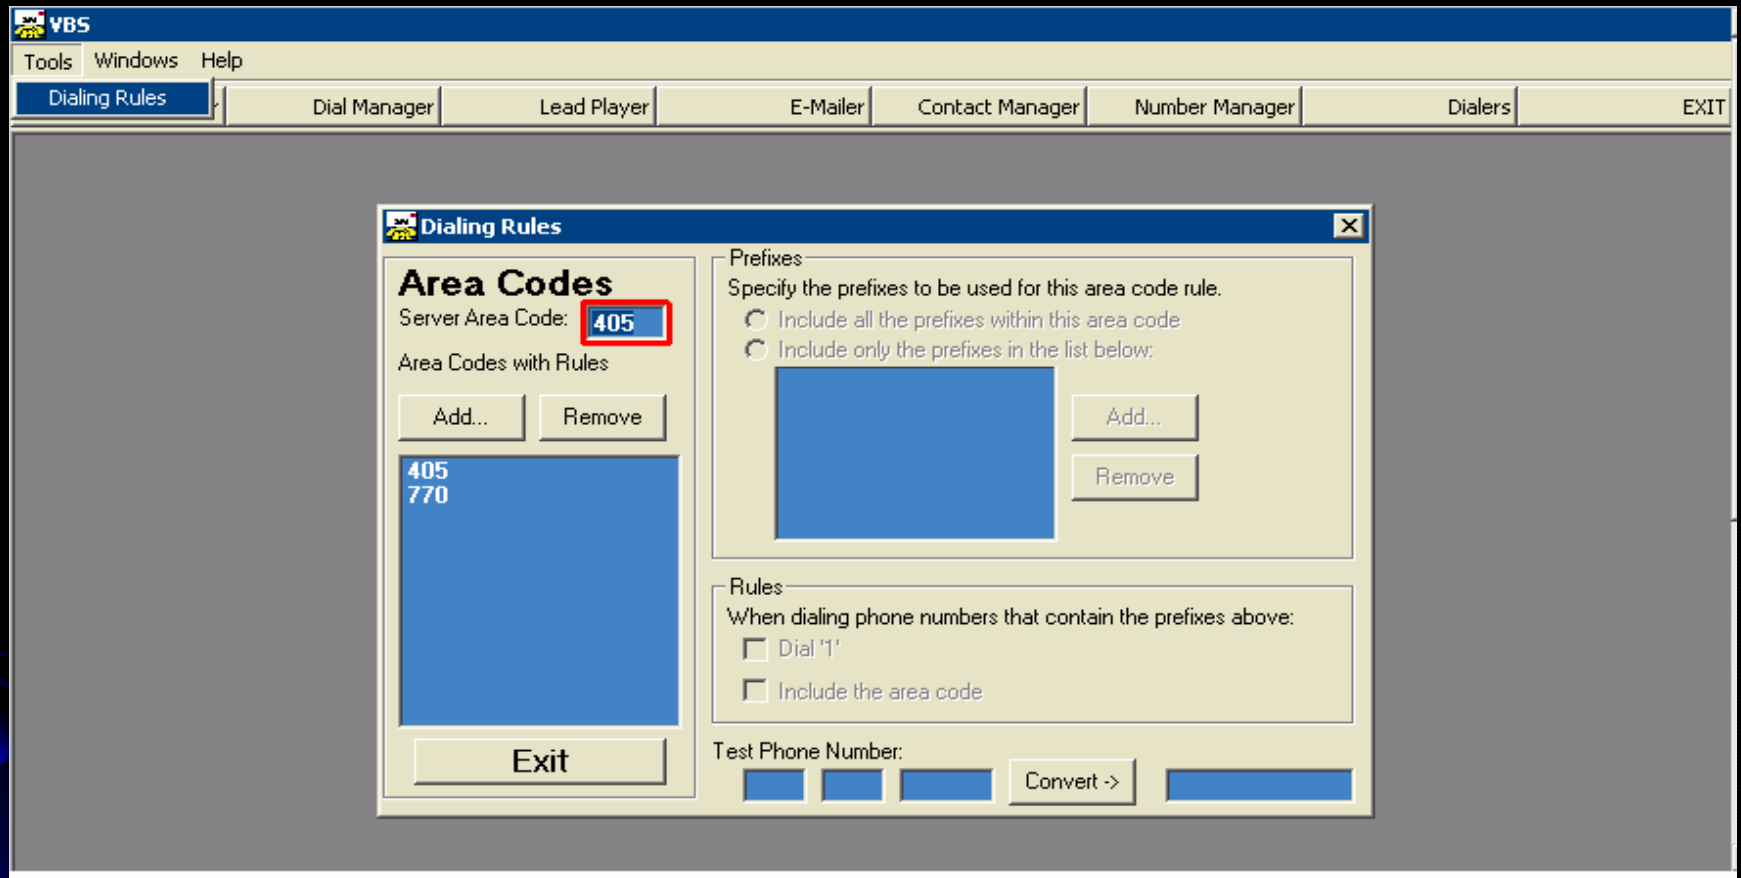 VBS
Tools Windows Help
Dialing Rules Dial Manager Lead Player E-Mailer Contact Manager Number Manager Dialers EXIT
Dialing Rules
Area Codes
Server Area Code: 405
Area Codes with Rules
Add... Remove
405
770
Exit
Prefixes
Specify the prefixes to be used for this area code rule.
Include all the prefixes within this area code
Include only the prefixes in the list below:
Add...
Remove
Rules
When dialing phone numbers that contain the prefixes above:
Dial '1'
Include the area code
Test Phone Number:
Convert ->